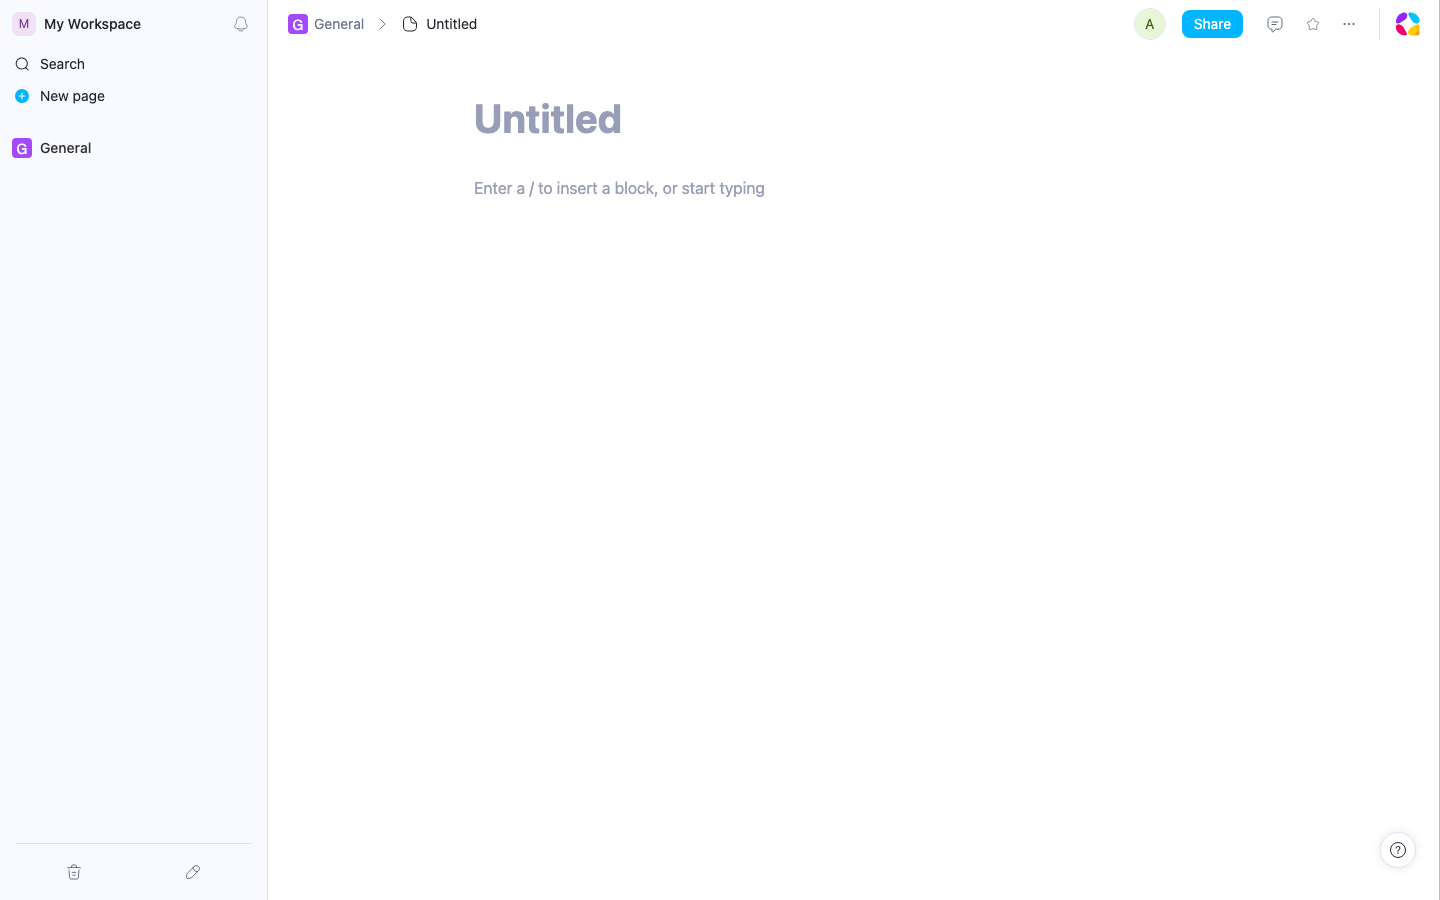 M My Workspace
Search
New page
G General
G General > Untitled
A
Share
Untitled
Enter a / to insert a block, or start typing
?